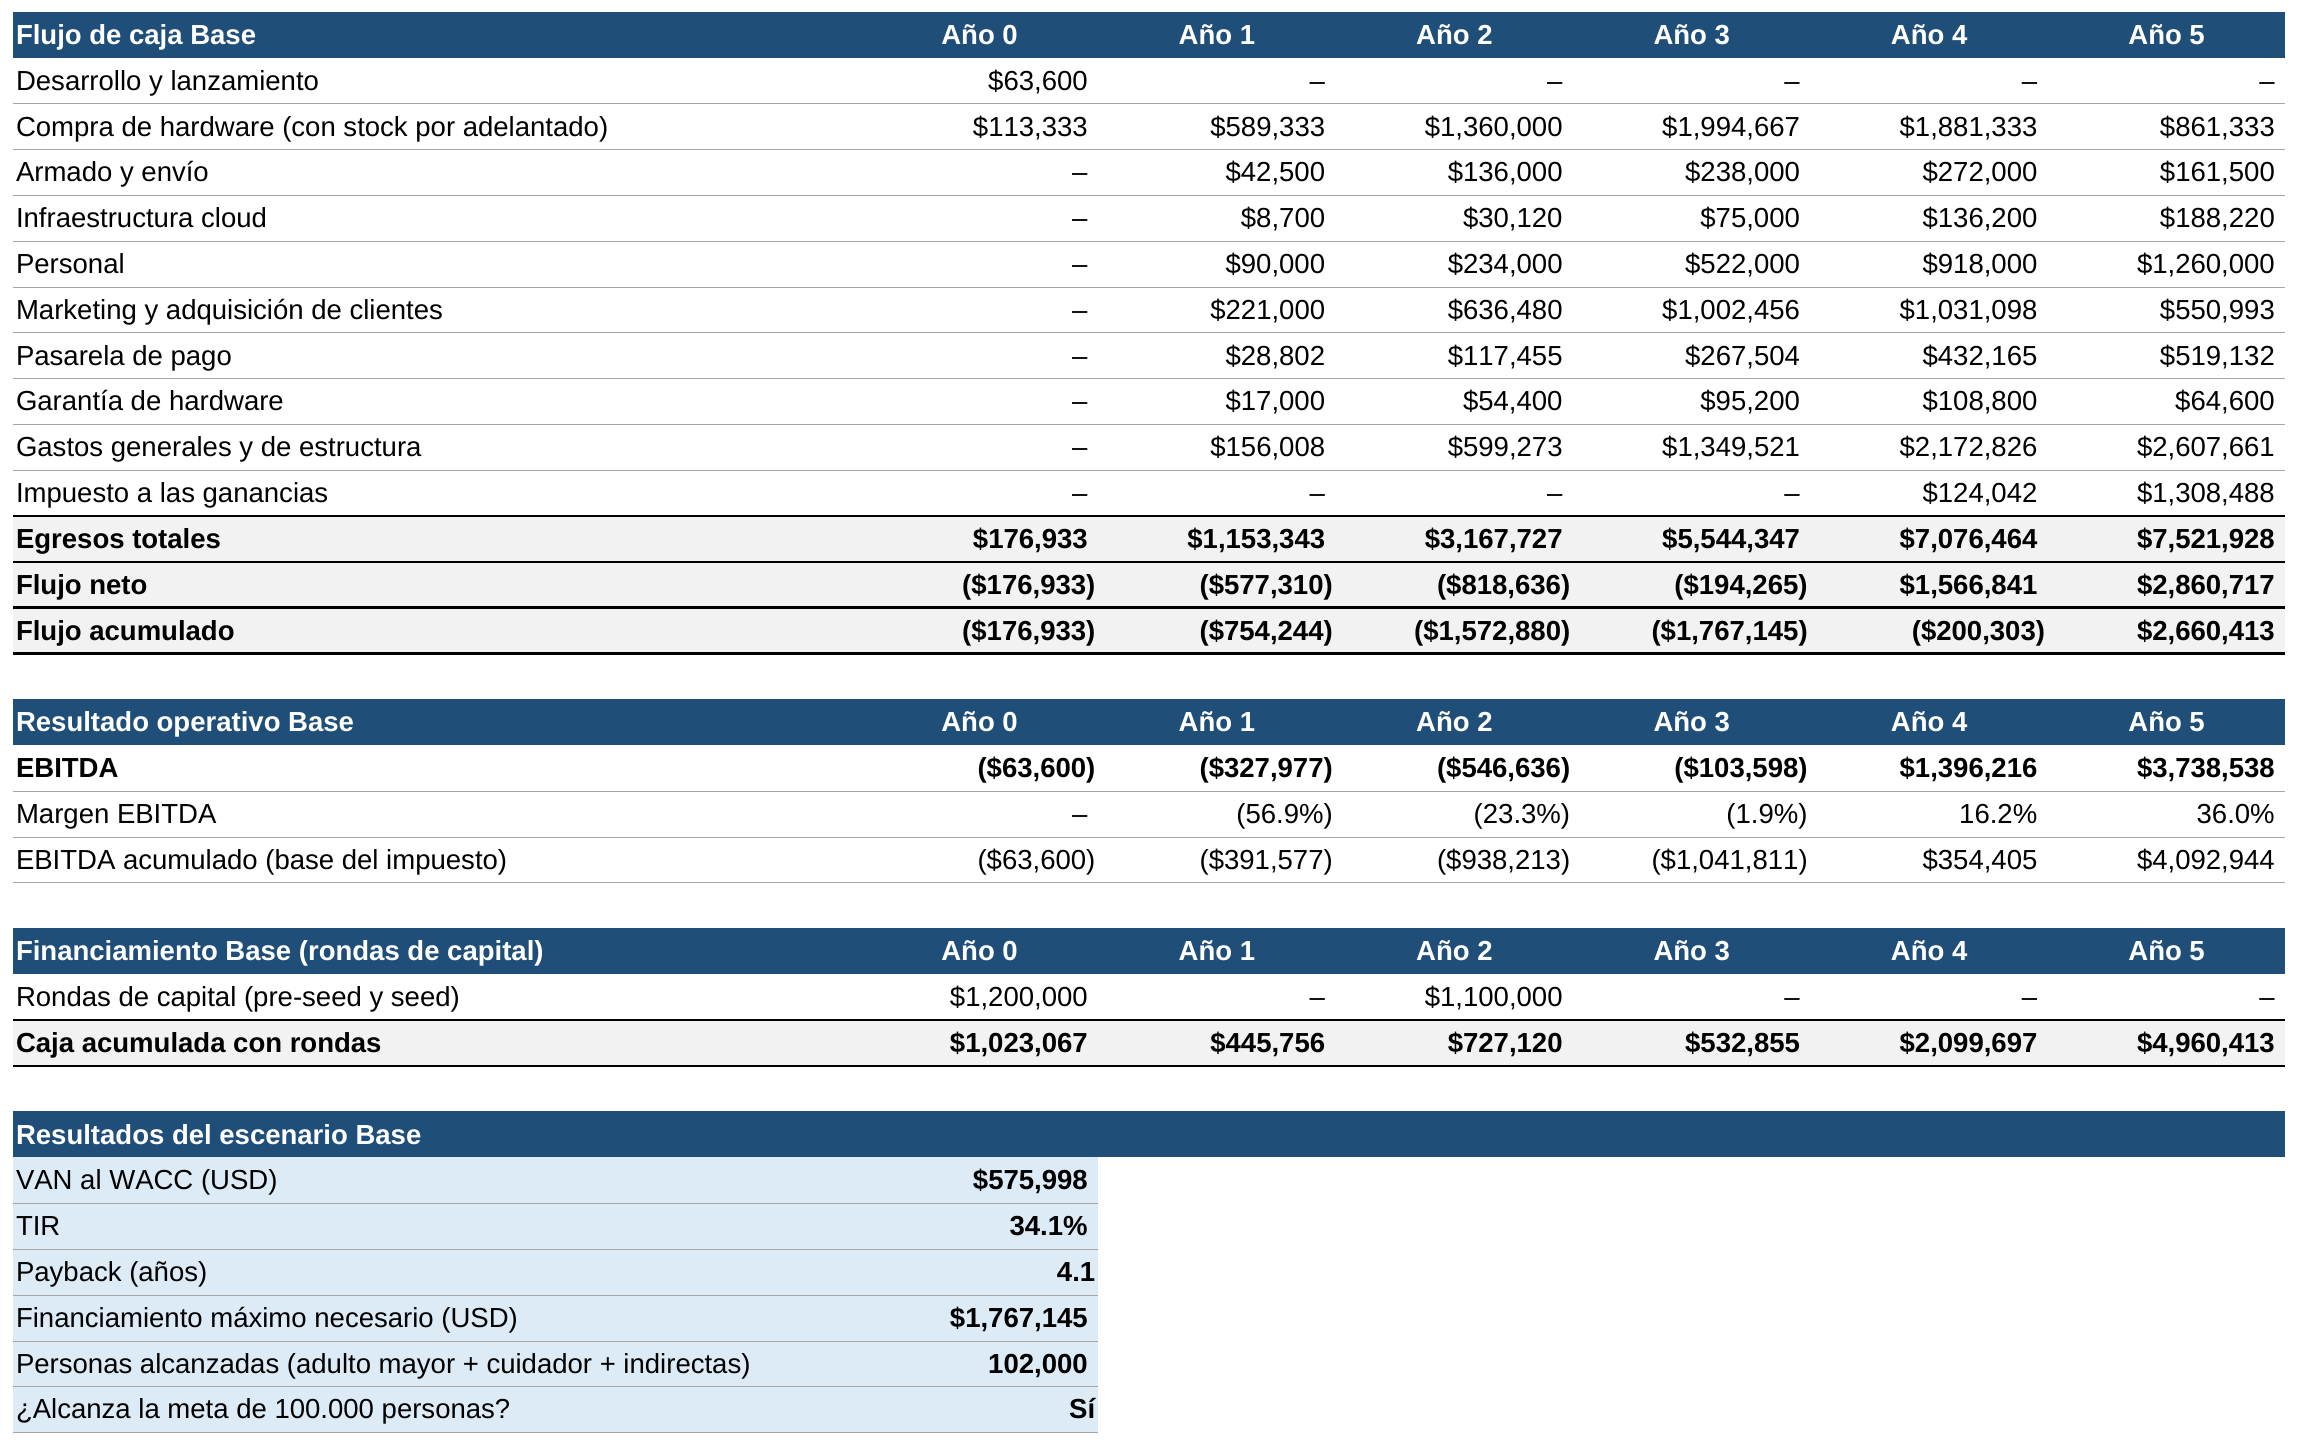 Flujo de caja Base Año 0 Año 1 Año 2 Año 3 Año 4 Año 5
Desarrollo y lanzamiento $63,600 – – – – –
Compra de hardware (con stock por adelantado) $113,333 $589,333 $1,360,000 $1,994,667 $1,881,333 $861,333
Armado y envío – $42,500 $136,000 $238,000 $272,000 $161,500
Infraestructura cloud – $8,700 $30,120 $75,000 $136,200 $188,220
Personal – $90,000 $234,000 $522,000 $918,000 $1,260,000
Marketing y adquisición de clientes – $221,000 $636,480 $1,002,456 $1,031,098 $550,993
Pasarela de pago – $28,802 $117,455 $267,504 $432,165 $519,132
Garantía de hardware – $17,000 $54,400 $95,200 $108,800 $64,600
Gastos generales y de estructura – $156,008 $599,273 $1,349,521 $2,172,826 $2,607,661
Impuesto a las ganancias – – – – $124,042 $1,308,488
Egresos totales $176,933 $1,153,343 $3,167,727 $5,544,347 $7,076,464 $7,521,928
Flujo neto ($176,933) ($577,310) ($818,636) ($194,265) $1,566,841 $2,860,717
Flujo acumulado ($176,933) ($754,244) ($1,572,880) ($1,767,145) ($200,303) $2,660,413
Resultado operativo Base Año 0 Año 1 Año 2 Año 3 Año 4 Año 5
EBITDA ($63,600) ($327,977) ($546,636) ($103,598) $1,396,216 $3,738,538
Margen EBITDA – (56.9%) (23.3%) (1.9%) 16.2% 36.0%
EBITDA acumulado (base del impuesto) ($63,600) ($391,577) ($938,213) ($1,041,811) $354,405 $4,092,944
Financiamiento Base (rondas de capital) Año 0 Año 1 Año 2 Año 3 Año 4 Año 5
Rondas de capital (pre-seed y seed) $1,200,000 – $1,100,000 – – –
Caja acumulada con rondas $1,023,067 $445,756 $727,120 $532,855 $2,099,697 $4,960,413
Resultados del escenario Base
VAN al WACC (USD) $575,998
TIR 34.1%
Payback (años) 4.1
Financiamiento máximo necesario (USD) $1,767,145
Personas alcanzadas (adulto mayor + cuidador + indirectas) 102,000
¿Alcanza la meta de 100.000 personas? Sí